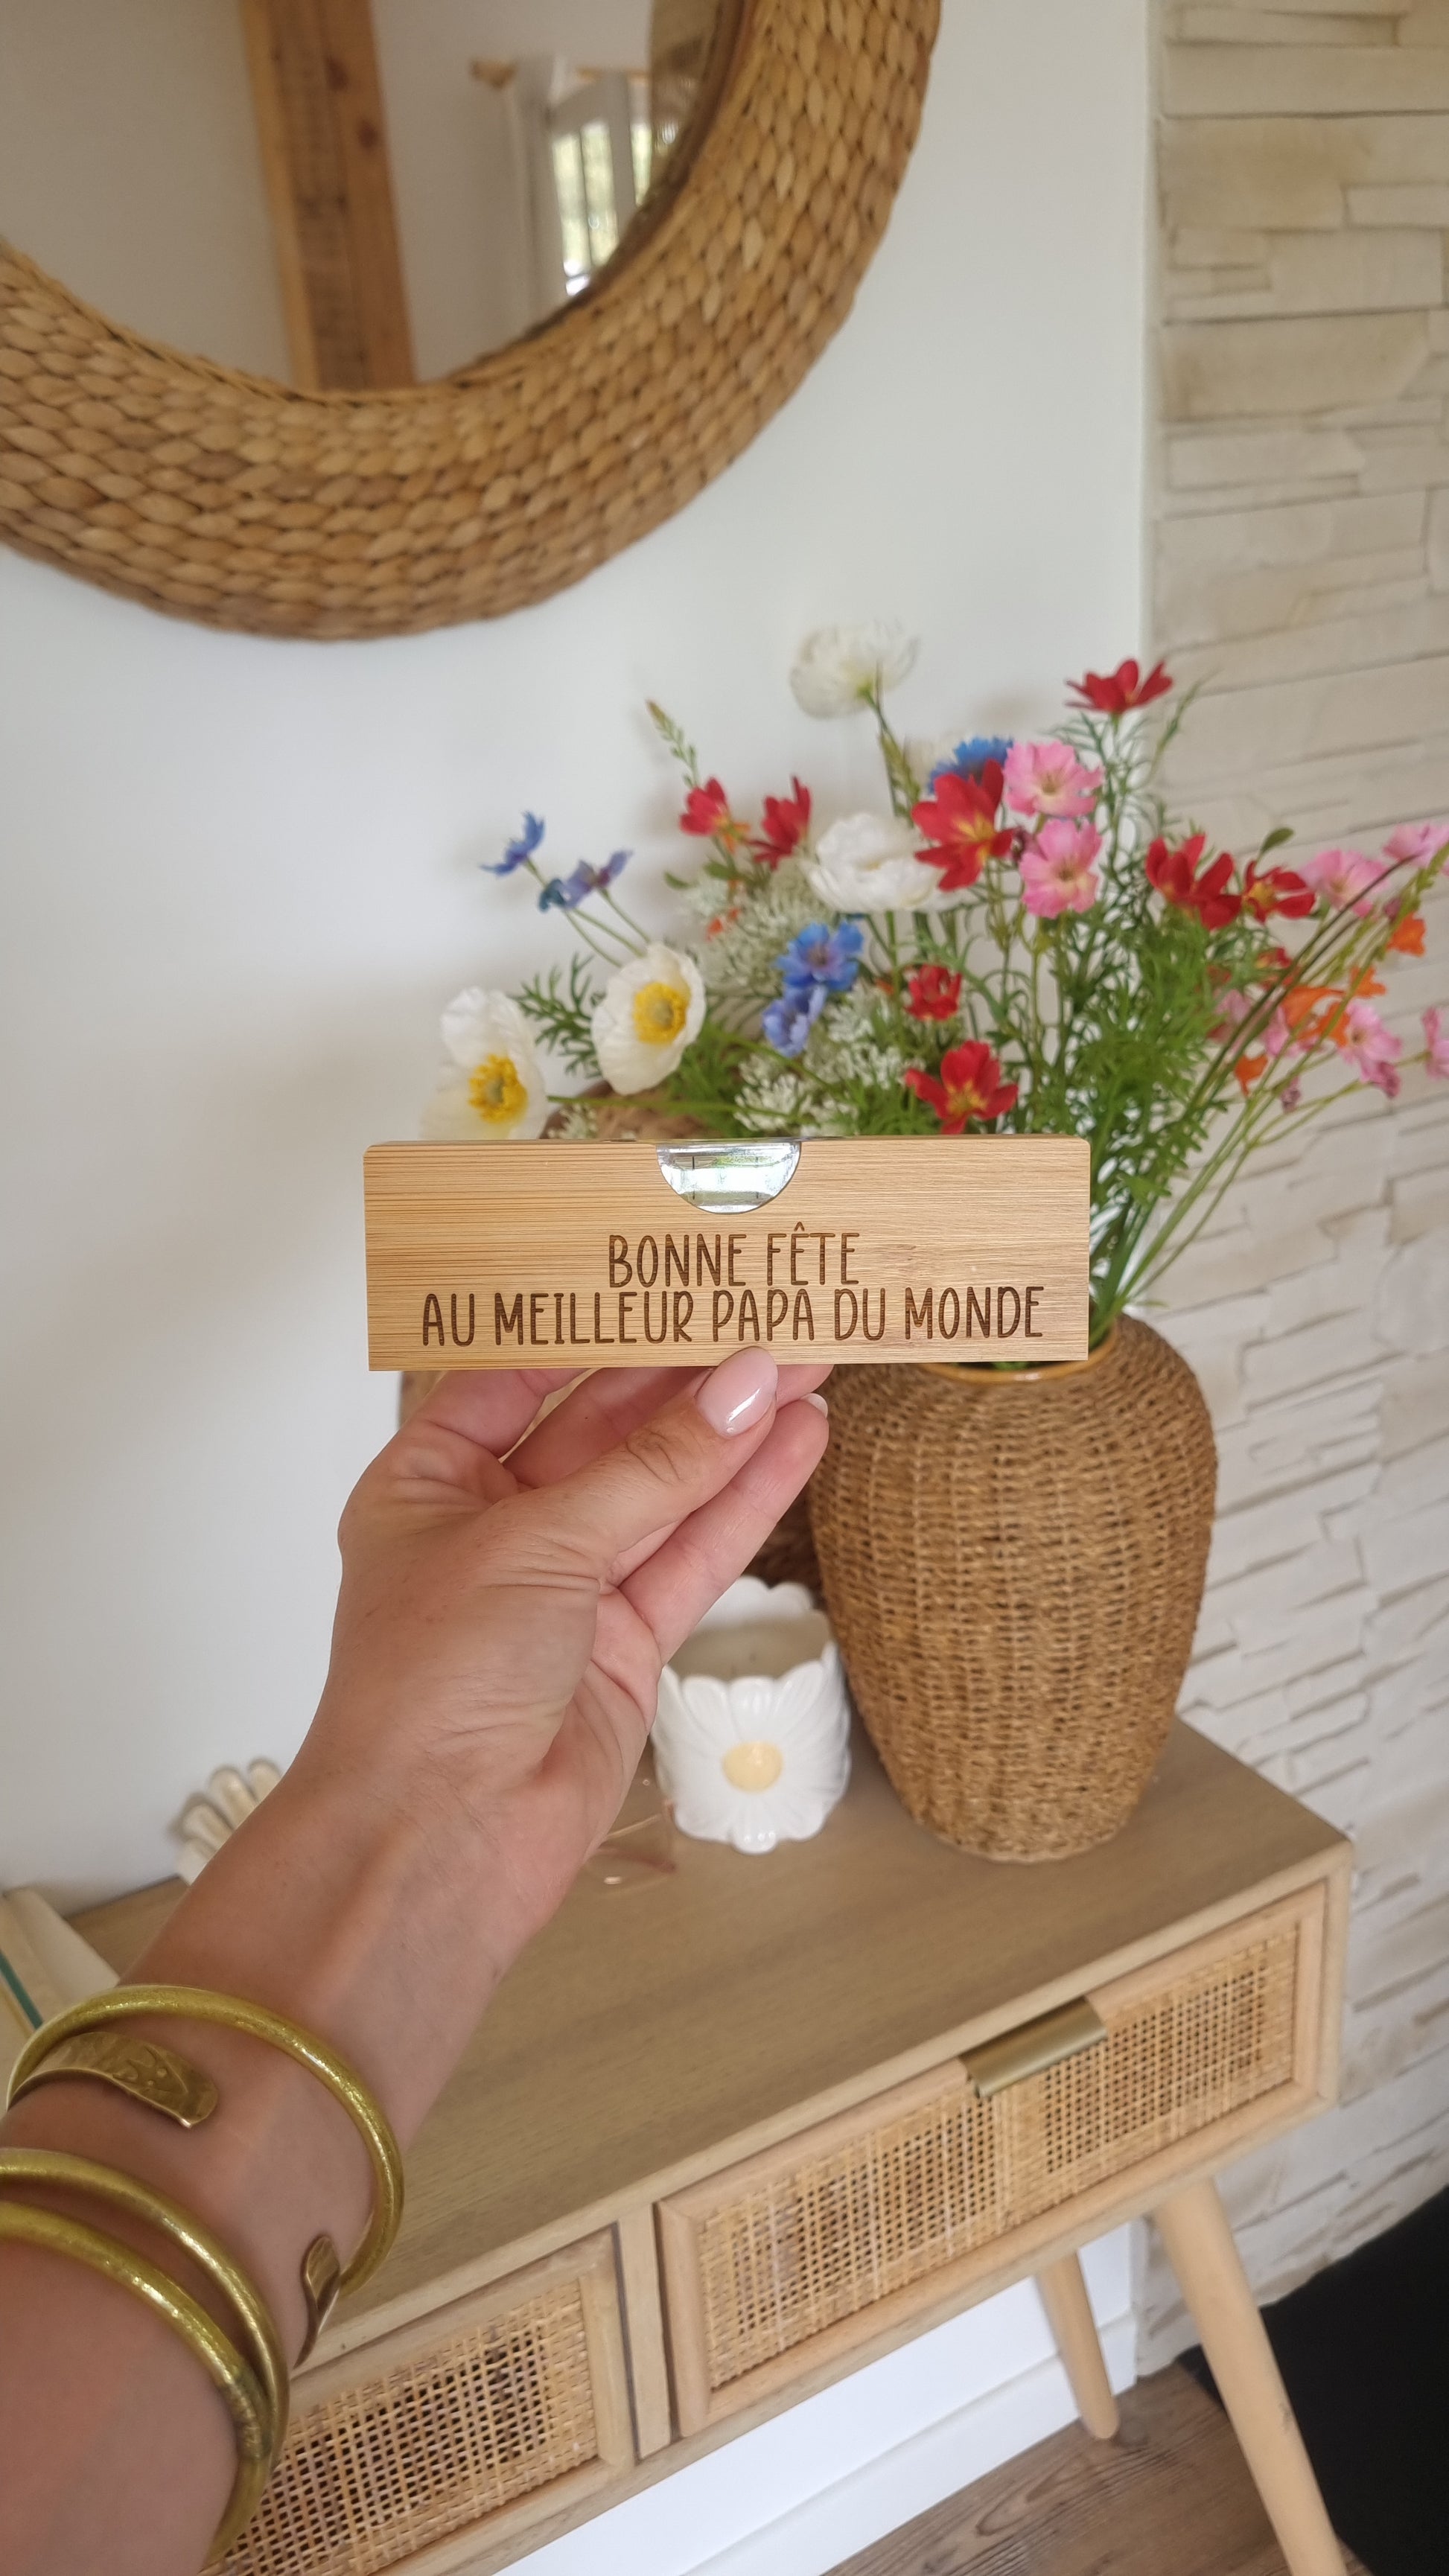 BONNE FÊTE
AU MEILLEUR PAPA DU MONDE